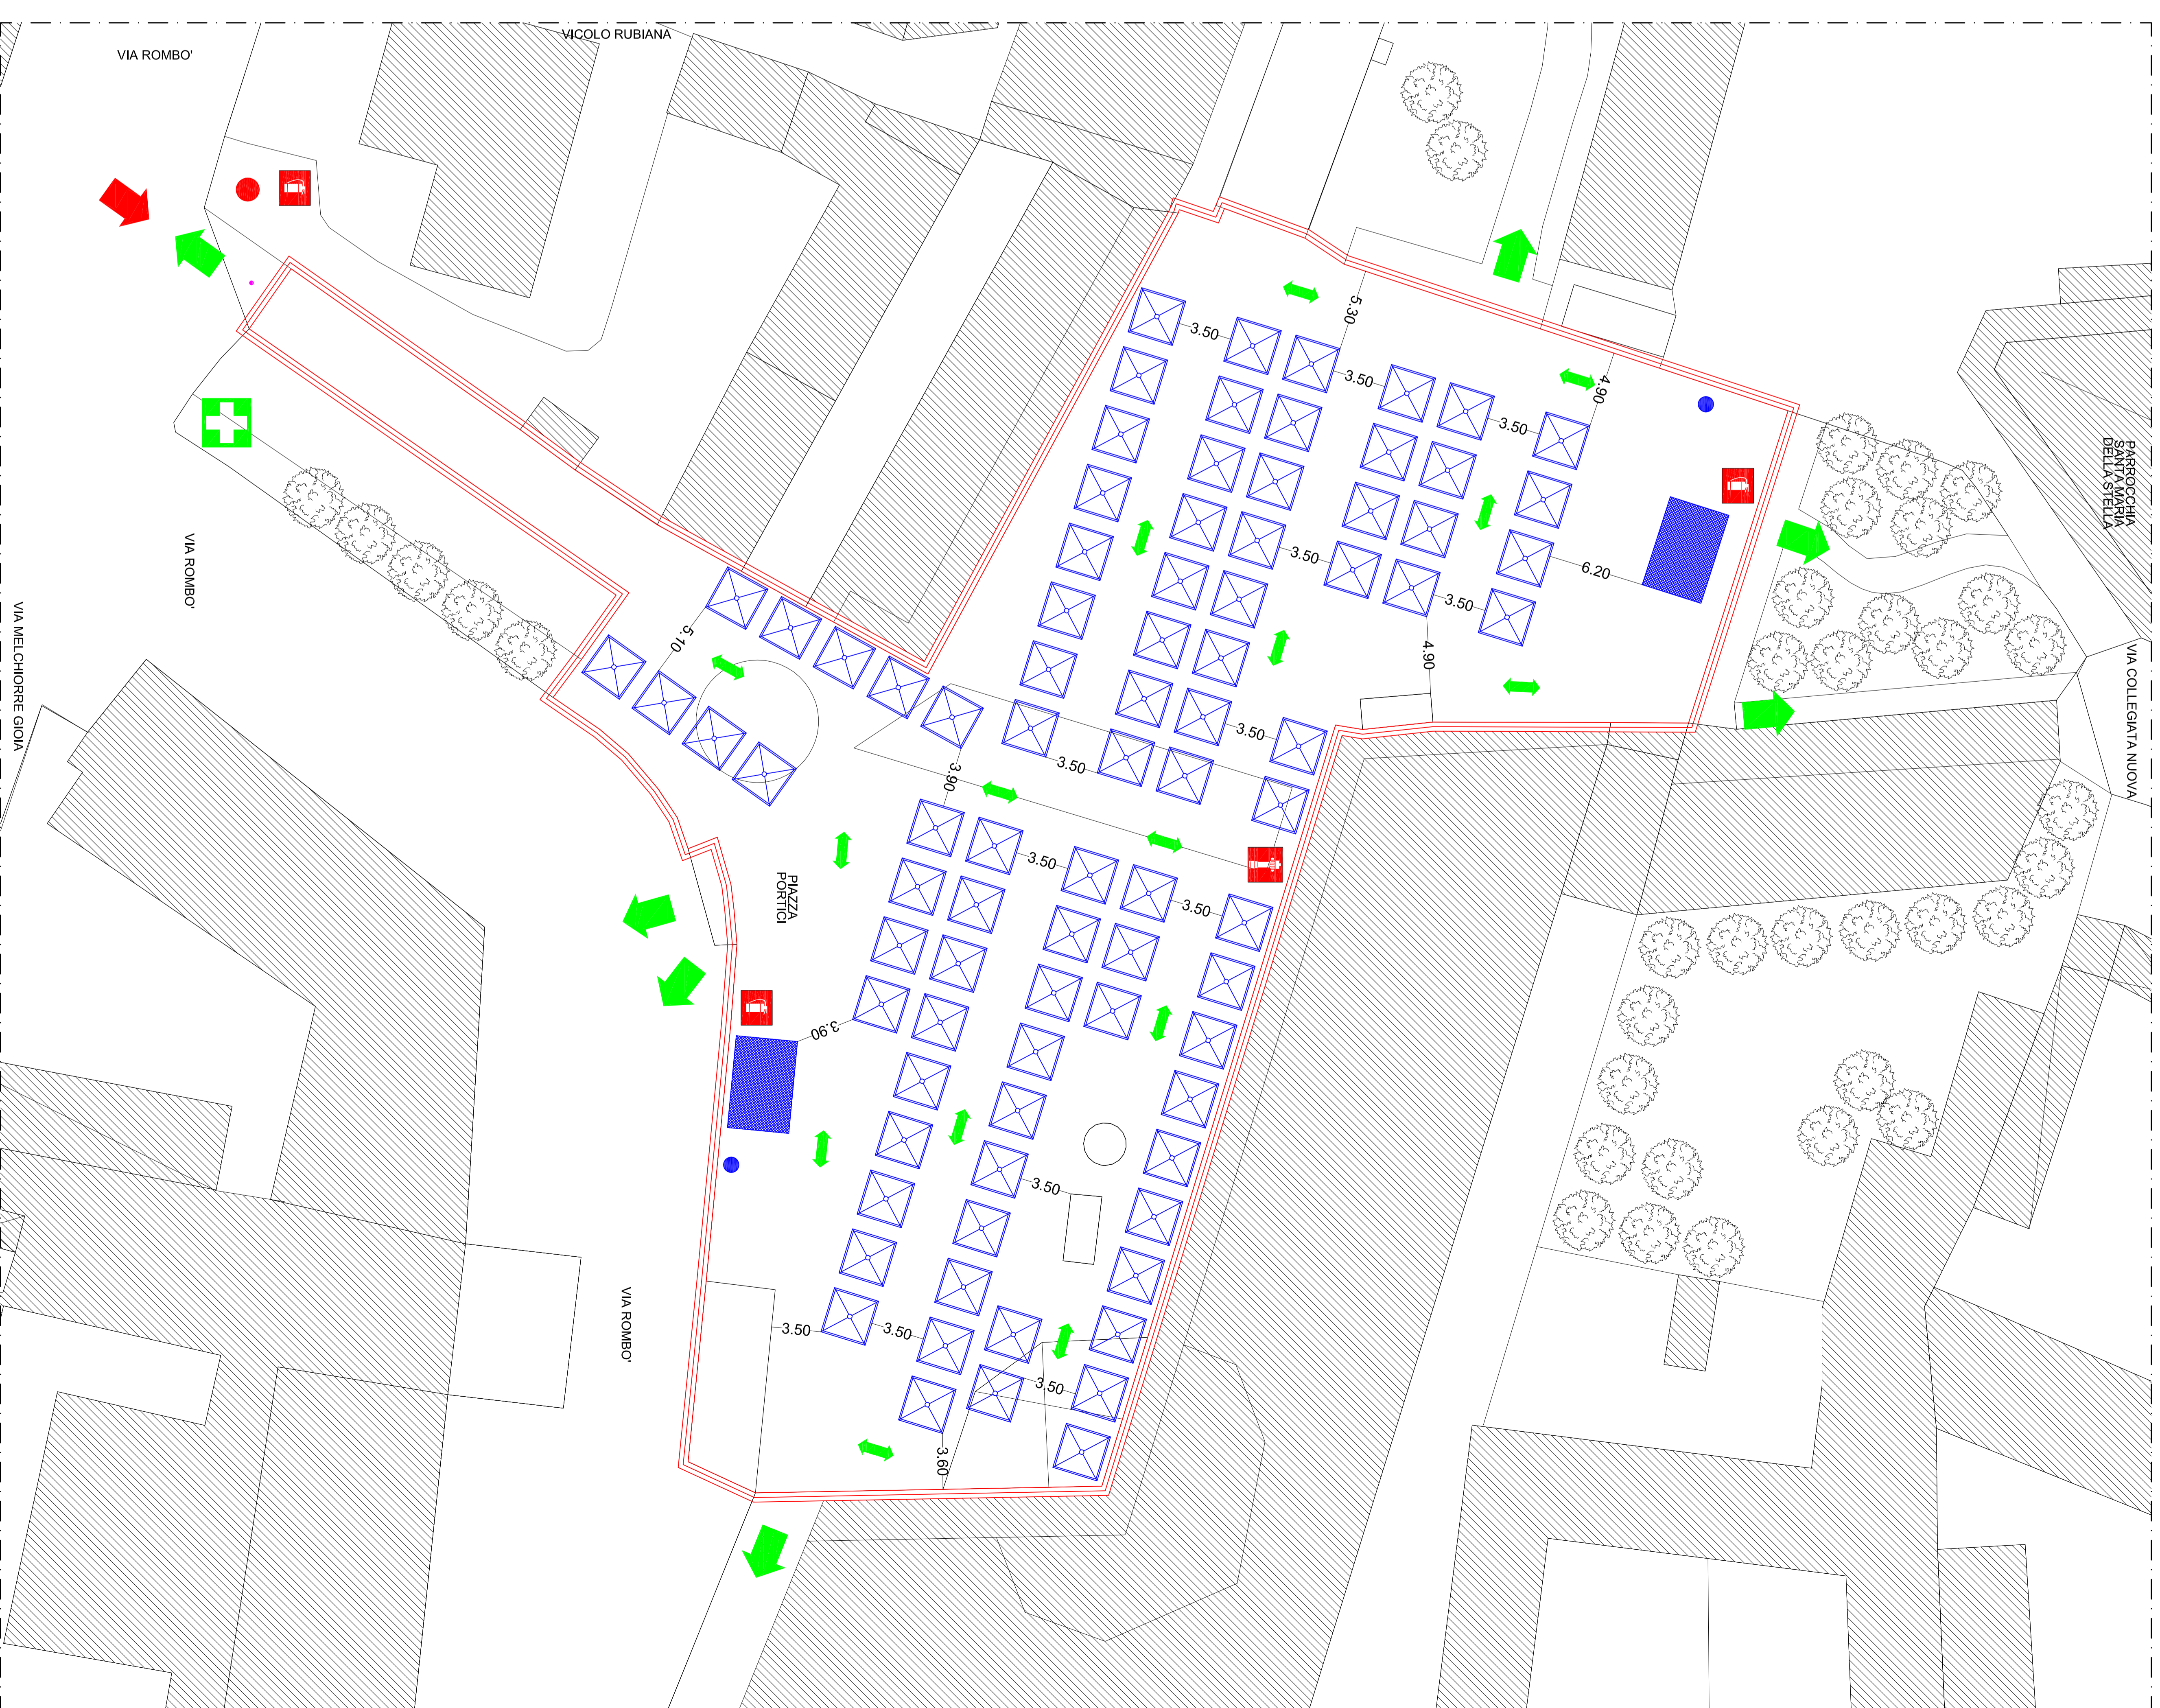 VICOLO RUBIANA
VIA ROMBO'
5.30
3.50
3.50
4.90
3.50
PARROCCHIA
SANTA MARIA
DELLA STELLA
3.50
6.20
3.50
VIA ROMBO'
5.10
4.90
VIA MELCHIORRE GIOIA
VIA COLLEGIATA NUOVA
3.50
3.50
3.90
3.50
3.50
PIAZZA
PORTICI
3.90
3.50
VIA ROMBO'
3.50
3.50
3.50
3.60